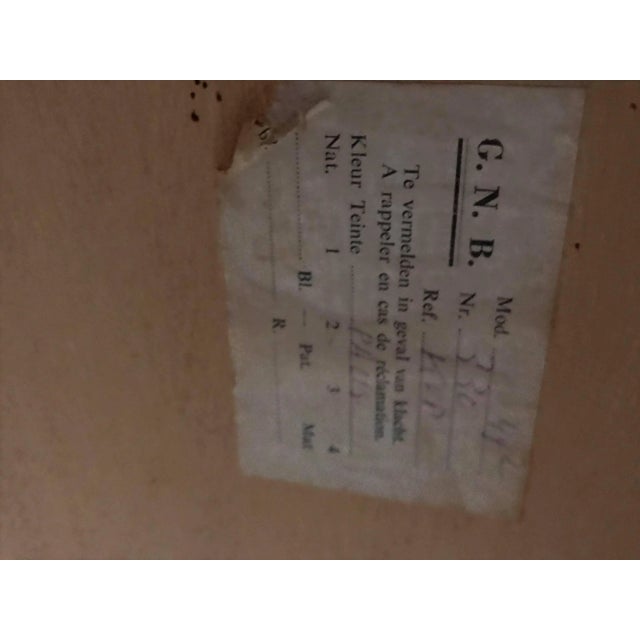 G. N. B. Mod.
Nr. 330
Ref.
Te vermelden in geval van klacht
A rappeler en cas de réclamation.
Kleur Teinte
Nat. 1 2 3 4
Bl. — Pat. Mat
R.